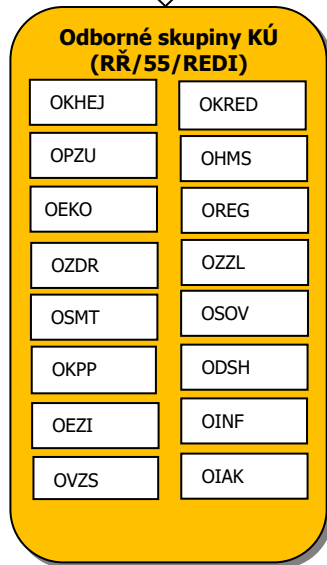 Odborné skupiny KÚ
(RŘ/55/REDI)
OKHEJ
OKRED
OPZU
OHMS
OEKO
OREG
OZDR
OZZL
OSMT
OSOV
OKPP
ODSH
OEZI
OINF
OVZS
OIAK